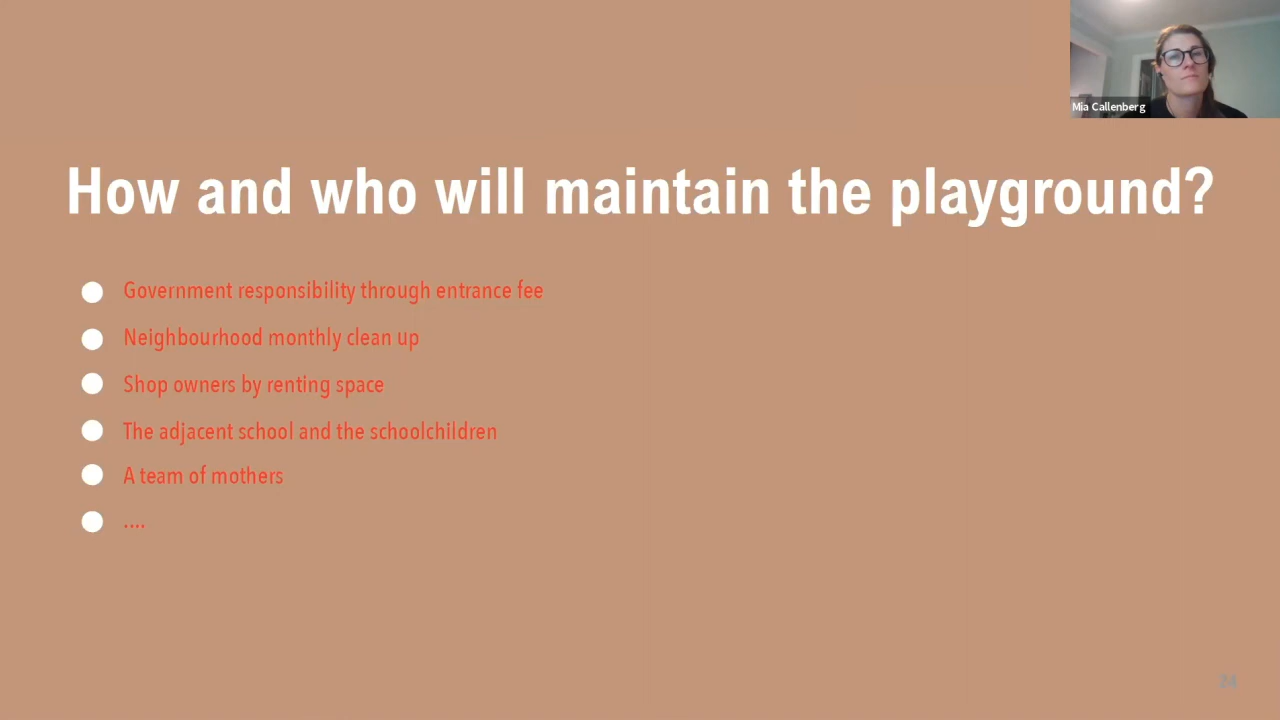 Mia Callenberg
How and who will maintain the playground?
Government responsibility through entrance fee
Neighbourhood monthly clean up
Shop owners by renting space
The adjacent school and the schoolchildren
A team of mothers
....
24